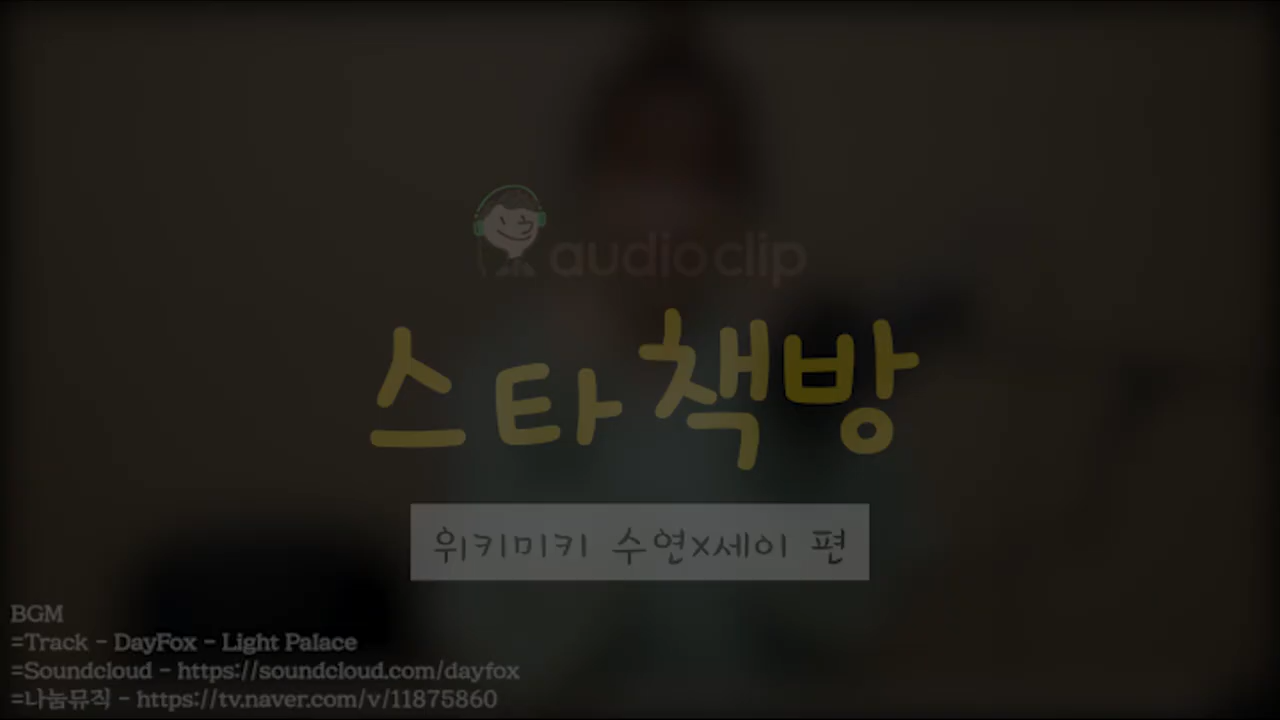 audioclip
스타책방
위키미키 수연x세이 편
BGM
=Track - DayFox - Light Palace
=Soundcloud - https://soundcloud.com/dayfox
=나눔뮤직 - https://tv.naver.com/v/11875860